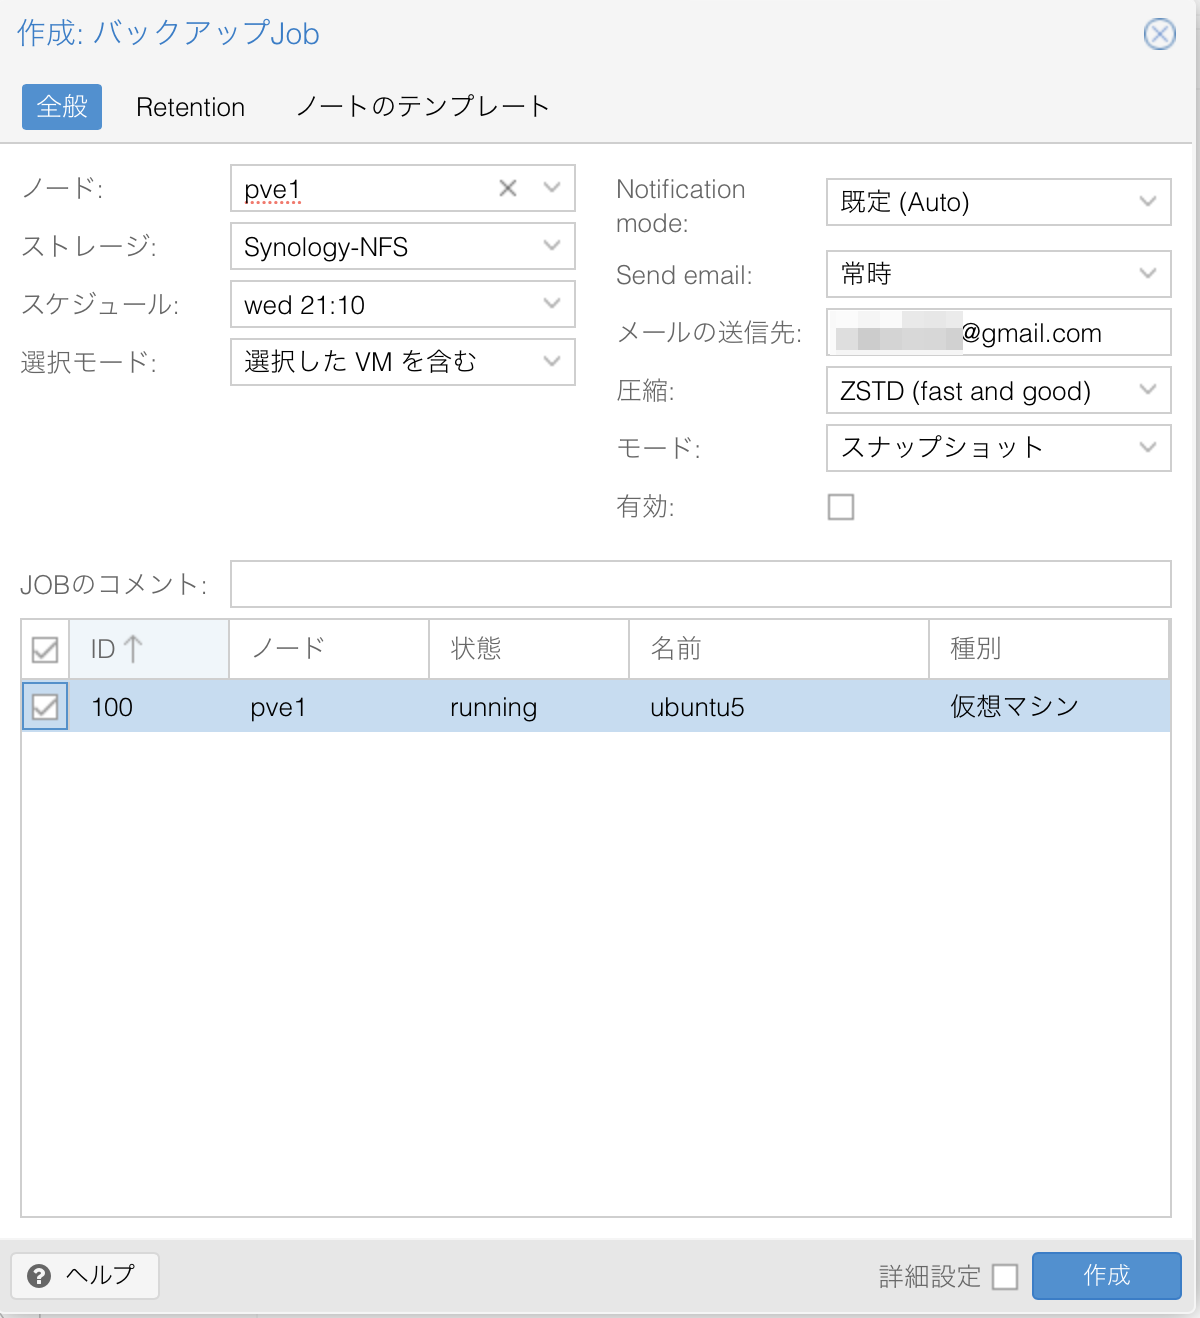 作成: バックアップJob
全般 Retention ノートのテンプレート
ノード: pve1
ストレージ: Synology-NFS
スケジュール: wed 21:10
選択モード: 選択した VM を含む
Notification mode: 既定 (Auto)
Send email: 常時
メールの送信先: @gmail.com
圧縮: ZSTD (fast and good)
モード: スナップショット
有効:
JOBのコメント:
ID ノード 状態 名前 種別
100 pve1 running ubuntu5 仮想マシン
ヘルプ 詳細設定 作成